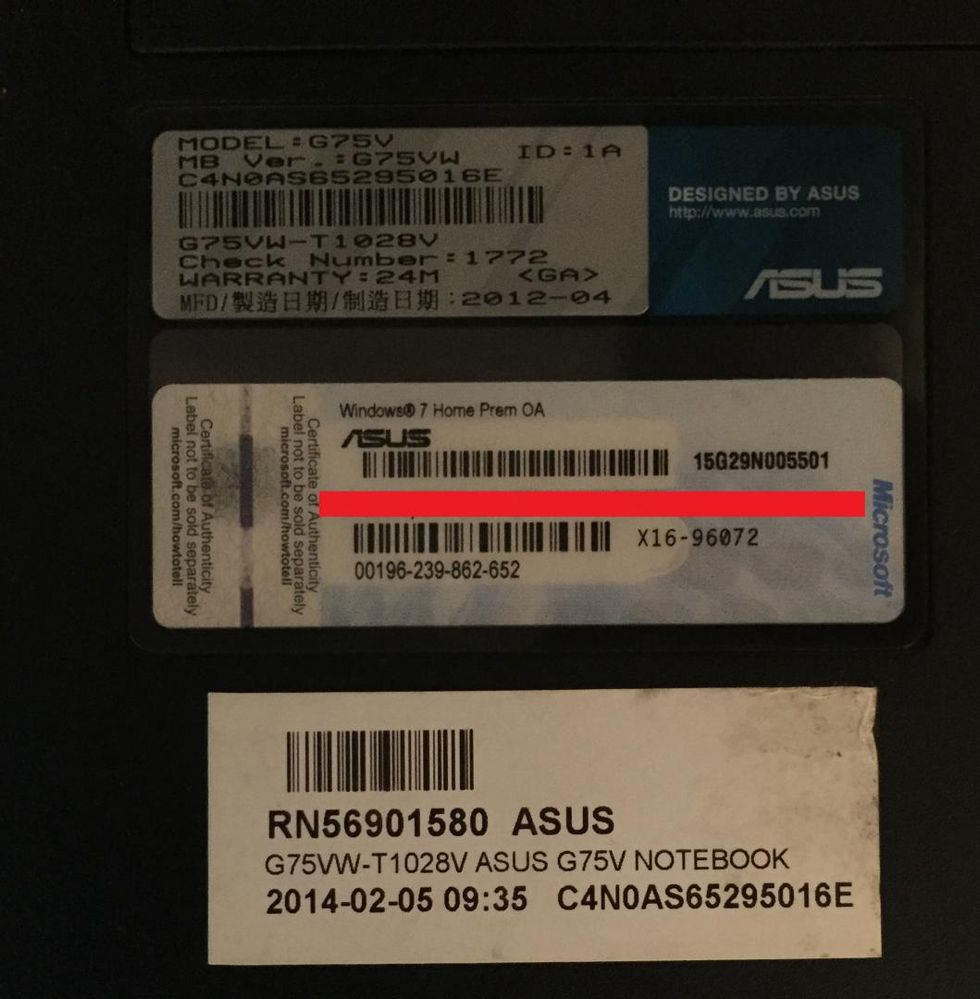 MODEL:G75V
MB Ver.:G75VW ID:1A
C4N0AS65295016E
G75VW-T1028V
Check Number:1772
WARRANTY:24M <GA>
MFD/製造日期/制造日期:2012-04
DESIGNED BY ASUS
http://www.asus.com
ASUS
Certificate of Authenticity
Label not to be sold separately
microsoft.com/howtotell
Certificate of Authenticity
Label not to be sold separately
microsoft.com/howtotell
Windows® 7 Home Prem OA
ASUS
15G29N005501
X16-96072
00196-239-862-652
Microsoft
RN56901580 ASUS
G75VW-T1028V ASUS G75V NOTEBOOK
2014-02-05 09:35 C4N0AS65295016E